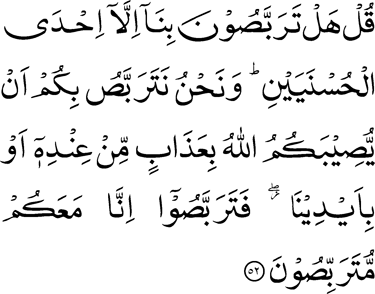 قُلْ هَلْ تَرَبَّصُوْنَ بِنَاۤ اِلَّاۤ اِحْدَى
الْحُسْنَيَيْنِ ؕ وَنَحْنُ نَتَرَبَّصُ بِكُمْ اَنْ
يُّصِيْبَكُمُ اللّٰهُ بِعَذَابٍ مِّنْ عِنْدِهٖۤ اَوْ
بِاَيْدِيْنَا ۖؗ فَتَرَبَّصُوْۤا اِنَّا مَعَكُمْ
مُّتَرَبِّصُوْنَ ﴿۵۲﴾